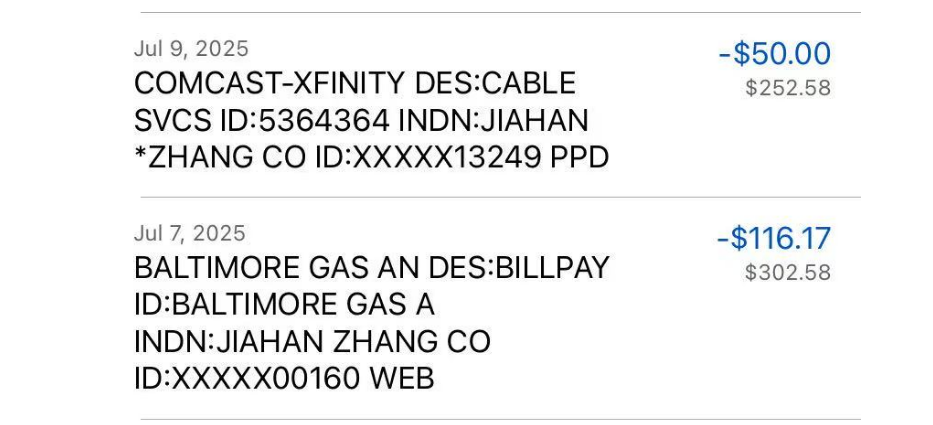 Jul 9, 2025
-$50.00
COMCAST-XFINITY DES:CABLE
$252.58
SVCS ID:5364364 INDN:JIAHAN
*ZHANG CO ID:XXXXX13249 PPD
Jul 7, 2025
-$116.17
BALTIMORE GAS AN DES:BILLPAY
$302.58
ID:BALTIMORE GAS A
INDN:JIAHAN ZHANG CO
ID:XXXXX00160 WEB